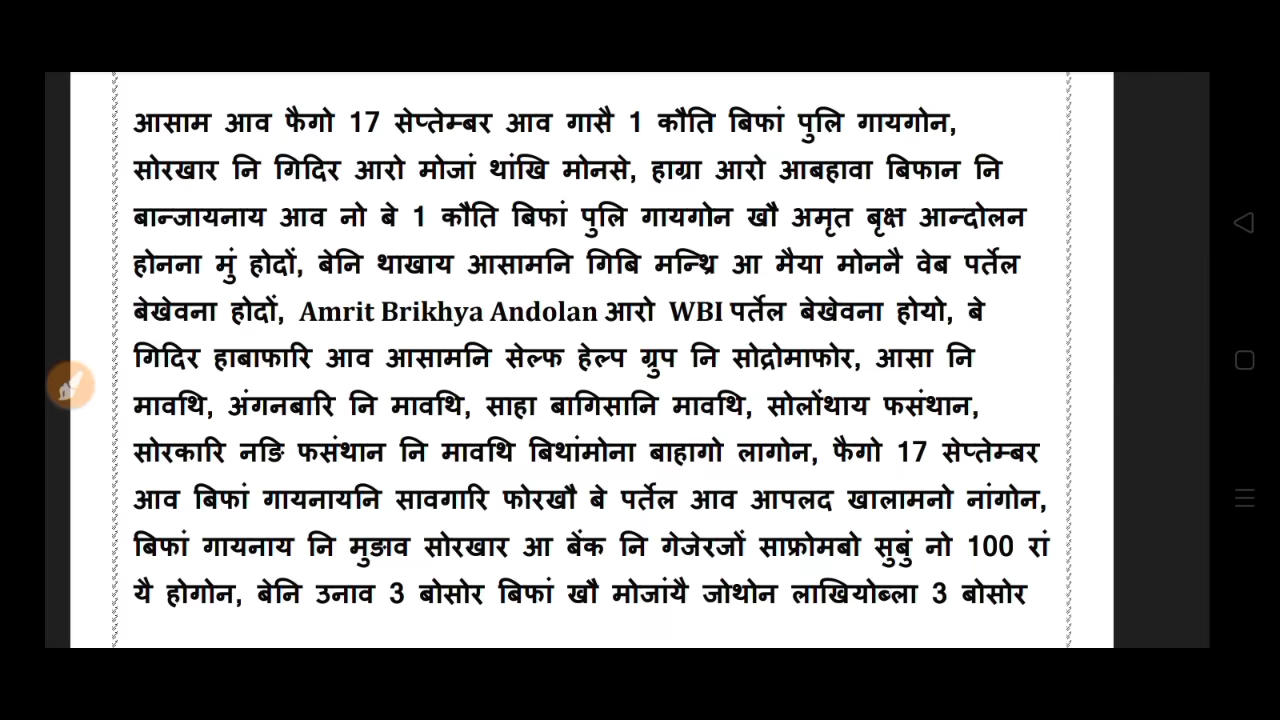 आसाम आव फैगो 17 सेप्तेम्बर आव गासै 1 कौति बिफां पुलि गायगोन,
सोरखार नि गिदिर आरो मोजां थांखि मोनसे, हाग्रा आरो आबहावा बिफान नि
बान्जायनाय आव नो बे 1 कौति बिफां पुलि गायगोन खौ अमृत बृक्ष आन्दोलन
होनना मुं होदों, बेनि थाखाय आसामनि गिबि मन्थ्रि आ मैया मोननै वेब पर्तेल
बेखेवना होदों, Amrit Brikhya Andolan आरो WBI पर्तेल बेखेवना होयो, बे
गिदिर हाबाफारि आव आसामनि सेल्फ हेल्प ग्रुप नि सोद्रोमाफोर, आसा नि
मावथि, अंगनबारि नि मावथि, साहा बागिसानि मावथि, सोलोंथाय फसंथान,
सोरकारि नङि फसंथान नि मावथि बिथांमोना बाहागो लागोन, फैगो 17 सेप्तेम्बर
आव बिफां गायनायनि सावगारि फोरखौ बे पर्तेल आव आपलद खालामनो नांगोन,
बिफां गायनाय नि मुङाव सोरखार आ बेंक नि गेजेरजों साफ्रोमबो सुबुं नो 100 रां
यै होगोन, बेनि उनाव 3 बोसोर बिफां खौ मोजांयै जोथोन लाखियोब्ला 3 बोसोर